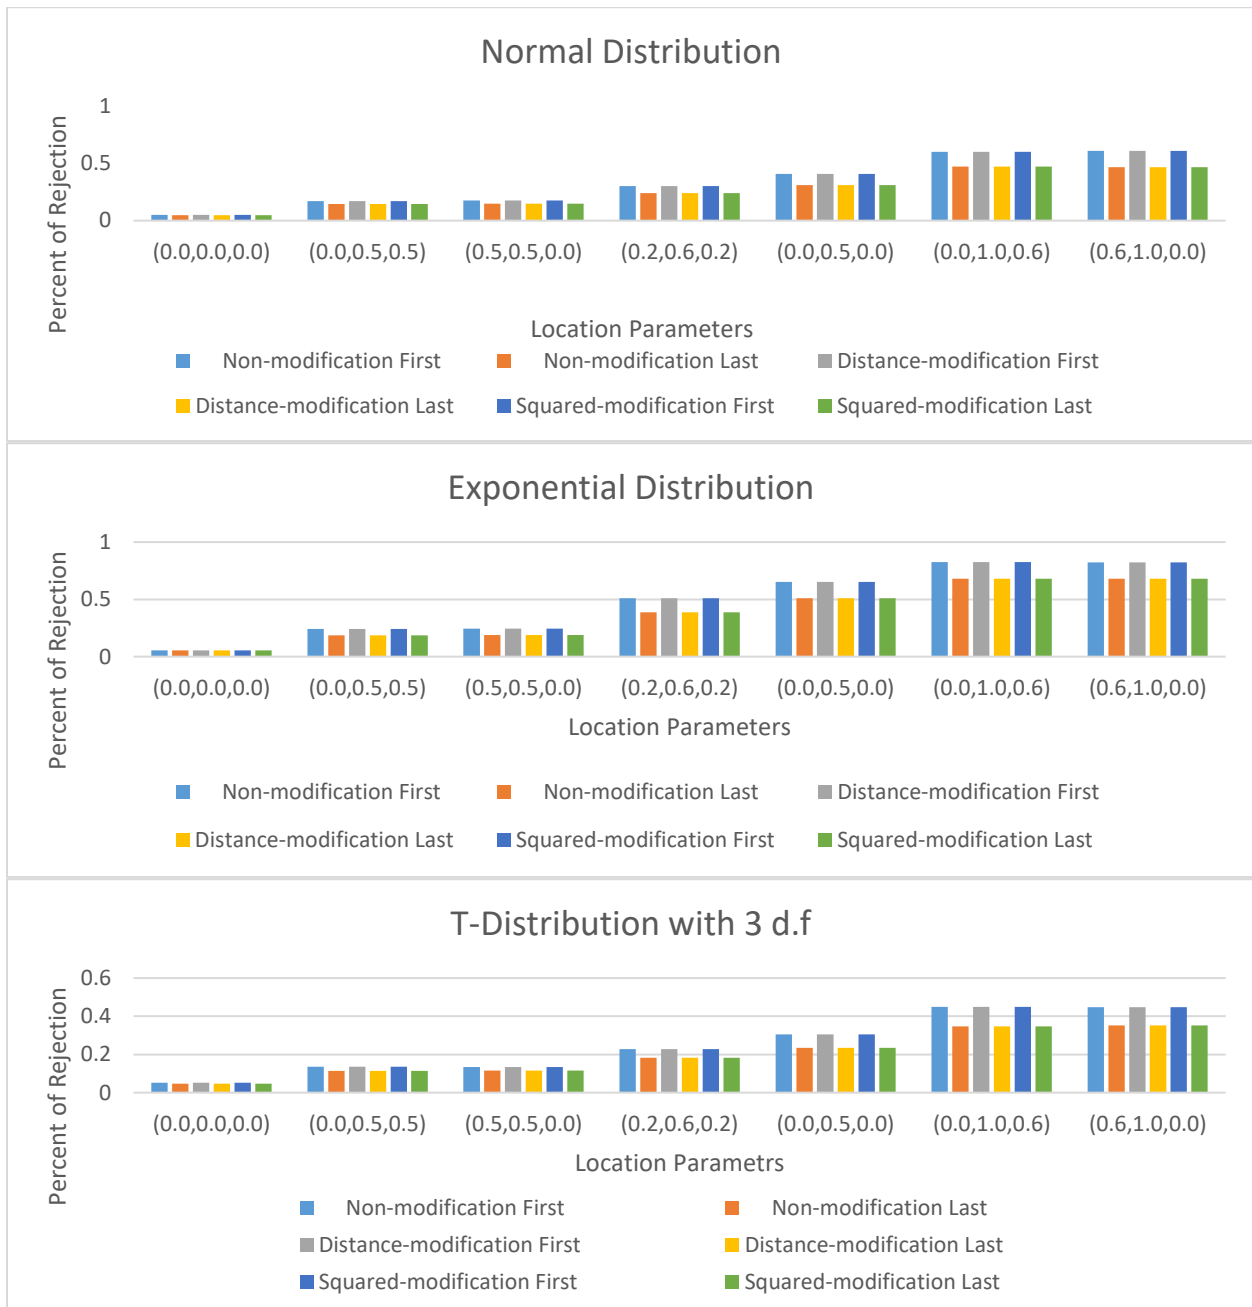 Normal Distribution
Percent of Rejection
1
0.5
0
(0.0,0.0,0.0) (0.0,0.5,0.5) (0.5,0.5,0.0) (0.2,0.6,0.2) (0.0,0.5,0.0) (0.0,1.0,0.6) (0.6,1.0,0.0)
Location Parameters
Non-modification First Non-modification Last Distance-modification First
Distance-modification Last Squared-modification First Squared-modification Last
Exponential Distribution
Percent of Rejection
1
0.5
0
(0.0,0.0,0.0) (0.0,0.5,0.5) (0.5,0.5,0.0) (0.2,0.6,0.2) (0.0,0.5,0.0) (0.0,1.0,0.6) (0.6,1.0,0.0)
Location Parameters
Non-modification First Non-modification Last Distance-modification First
Distance-modification Last Squared-modification First Squared-modification Last
T-Distribution with 3 d.f
Percent of Rejection
0.6
0.4
0.2
0
(0.0,0.0,0.0) (0.0,0.5,0.5) (0.5,0.5,0.0) (0.2,0.6,0.2) (0.0,0.5,0.0) (0.0,1.0,0.6) (0.6,1.0,0.0)
Location Parametrs
Non-modification First Non-modification Last
Distance-modification First Distance-modification Last
Squared-modification First Squared-modification Last